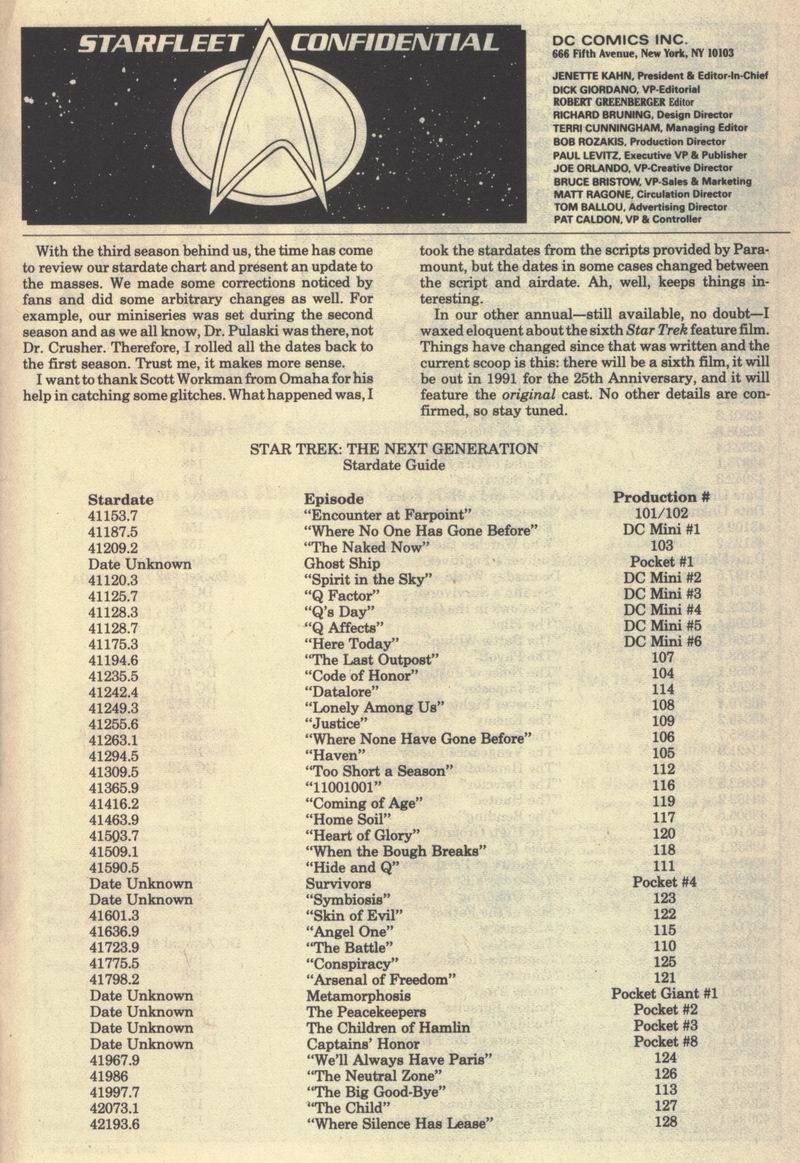 STARFLEET CONFIDENTIAL
DC COMICS INC.
666 Fifth Avenue, New York, NY 10103
JENETTE KAHN, President & Editor-In-Chief
DICK GIORDANO, VP-Editorial
ROBERT GREENBERGER Editor
RICHARD BRUNING, Design Director
TERRI CUNNINGHAM, Managing Editor
BOB ROZAKIS, Production Director
PAUL LEVITZ, Executive VP & Publisher
JOE ORLANDO, VP-Creative Director
BRUCE BRISTOW, VP-Sales & Marketing
MATT RAGONE, Circulation Director
TOM BALLOU, Advertising Director
PAT CALDON, VP & Controller
With the third season behind us, the time has come
to review our stardate chart and present an update to
the masses. We made some corrections noticed by
fans and did some arbitrary changes as well. For
example, our miniseries was set during the second
season and as we all know, Dr. Pulaski was there, not
Dr. Crusher. Therefore, I rolled all the dates back to
the first season. Trust me, it makes more sense.
I want to thank Scott Workman from Omaha for his
help in catching some glitches. What happened was, I
took the stardates from the scripts provided by Para-
mount, but the dates in some cases changed between
the script and airdate. Ah, well, keeps things in-
teresting.
In our other annual—still available, no doubt—I
waxed eloquent about the sixth Star Trek feature film.
Things have changed since that was written and the
current scoop is this: there will be a sixth film, it will
be out in 1991 for the 25th Anniversary, and it will
feature the original cast. No other details are con-
firmed, so stay tuned.
STAR TREK: THE NEXT GENERATION
Stardate Guide
Stardate Episode Production #
41153.7 "Encounter at Farpoint" 101/102
41187.5 "Where No One Has Gone Before" DC Mini #1
41209.2 "The Naked Now" 103
Date Unknown Ghost Ship Pocket #1
41120.3 "Spirit in the Sky" DC Mini #2
41125.7 "Q Factor" DC Mini #3
41128.3 "Q's Day" DC Mini #4
41128.7 "Q Affects" DC Mini #5
41175.3 "Here Today" DC Mini #6
41194.6 "The Last Outpost" 107
41235.5 "Code of Honor" 104
41242.4 "Datalore" 114
41249.3 "Lonely Among Us" 108
41255.6 "Justice" 109
41263.1 "Where None Have Gone Before" 106
41294.5 "Haven" 105
41309.5 "Too Short a Season" 112
41365.9 "11001001" 116
41416.2 "Coming of Age" 119
41463.9 "Home Soil" 117
41503.7 "Heart of Glory" 120
41509.1 "When the Bough Breaks" 118
41590.5 "Hide and Q" 111
Date Unknown Survivors Pocket #4
Date Unknown "Symbiosis" 123
41601.3 "Skin of Evil" 122
41636.9 "Angel One" 115
41723.9 "The Battle" 110
41775.5 "Conspiracy" 125
41798.2 "Arsenal of Freedom" 121
Date Unknown Metamorphosis Pocket Giant #1
Date Unknown The Peacekeepers Pocket #2
Date Unknown The Children of Hamlin Pocket #3
Date Unknown Captains' Honor Pocket #8
41967.9 "We'll Always Have Paris" 124
41986 "The Neutral Zone" 126
41997.7 "The Big Good-Bye" 113
42073.1 "The Child" 127
42193.6 "Where Silence Has Lease" 128